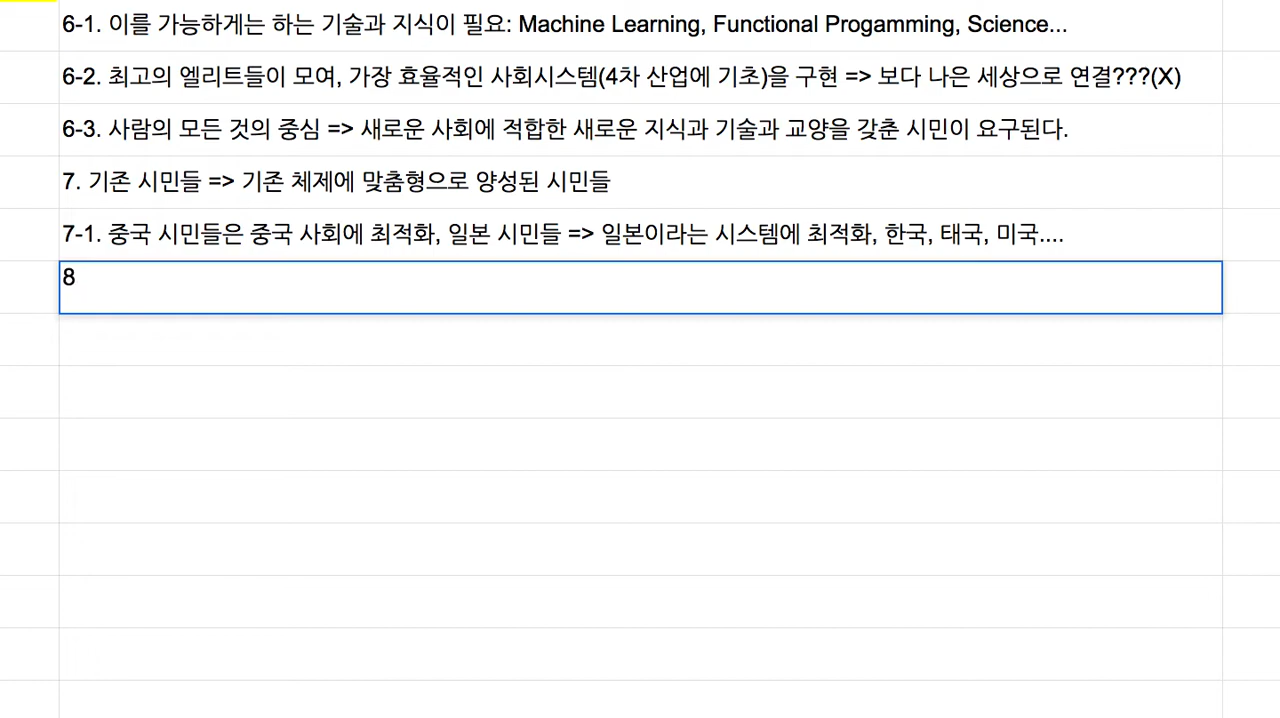 6-1. 이를 가능하게는 하는 기술과 지식이 필요: Machine Learning, Functional Progamming, Science...
6-2. 최고의 엘리트들이 모여, 가장 효율적인 사회시스템(4차 산업에 기초)을 구현 => 보다 나은 세상으로 연결???(X)
6-3. 사람의 모든 것의 중심 => 새로운 사회에 적합한 새로운 지식과 기술과 교양을 갖춘 시민이 요구된다.
7. 기존 시민들 => 기존 체제에 맞춤형으로 양성된 시민들
7-1. 중국 시민들은 중국 사회에 최적화, 일본 시민들 => 일본이라는 시스템에 최적화, 한국, 태국, 미국....
8